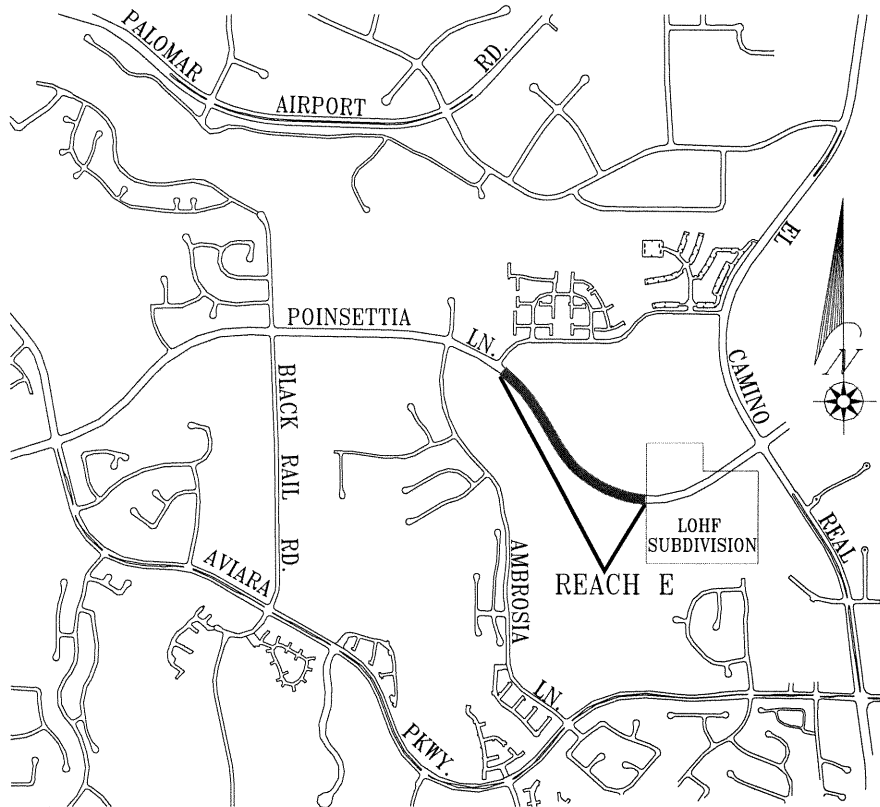 PALOMAR AIRPORT RD.
EL CAMINO REAL
N
POINSETTIA LN.
BLACK RAIL RD.
LOHF
SUBDIVISION
REACH E
AMBROSIA LN.
AVIARA PKWY.